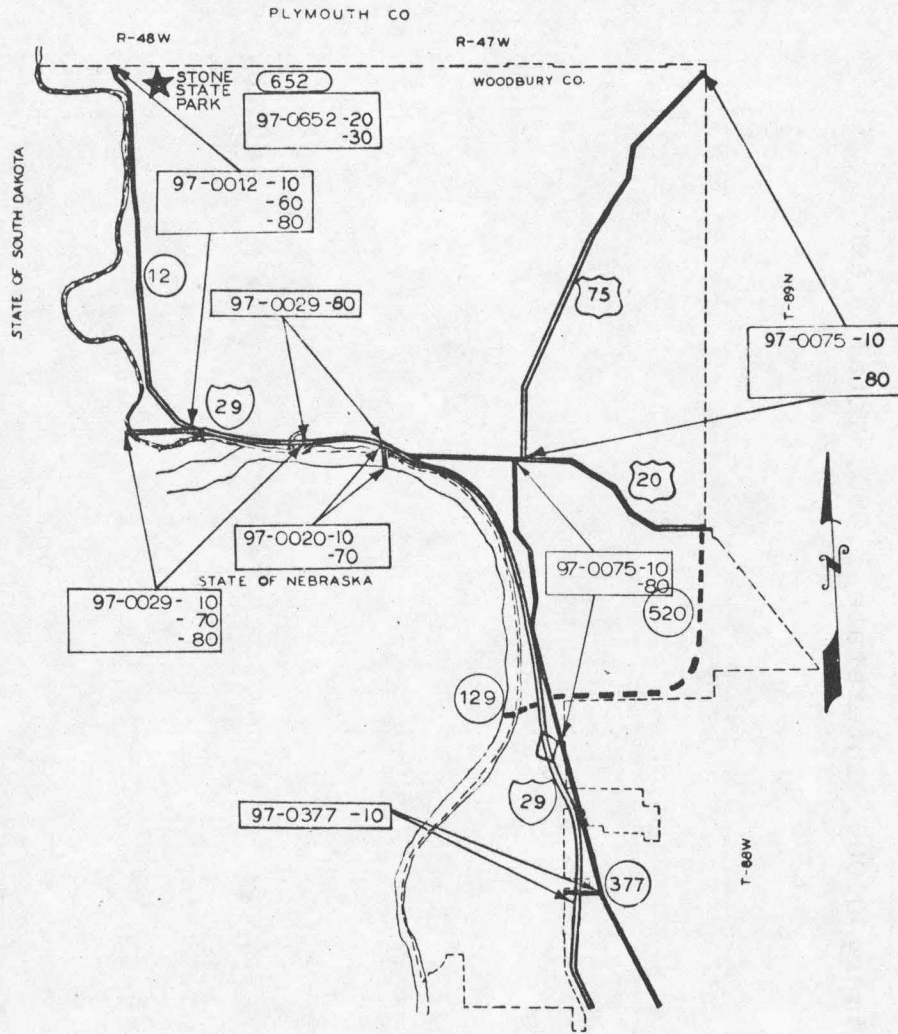 PLYMOUTH CO
R-48W
R-47W
STONE
STATE
PARK
652
WOODBURY CO.
97-0652 -20
-30
STATE OF SOUTH DAKOTA
97-0012 -10
-60
-80
12
97-0029-80
75
T-89N
97-0075 -10
-80
29
20
97-0020-10
-70
STATE OF NEBRASKA
97-0075-10
-80
97-0029- 10
- 70
- 80
520
129
29
97-0377 -10
377
T-88W